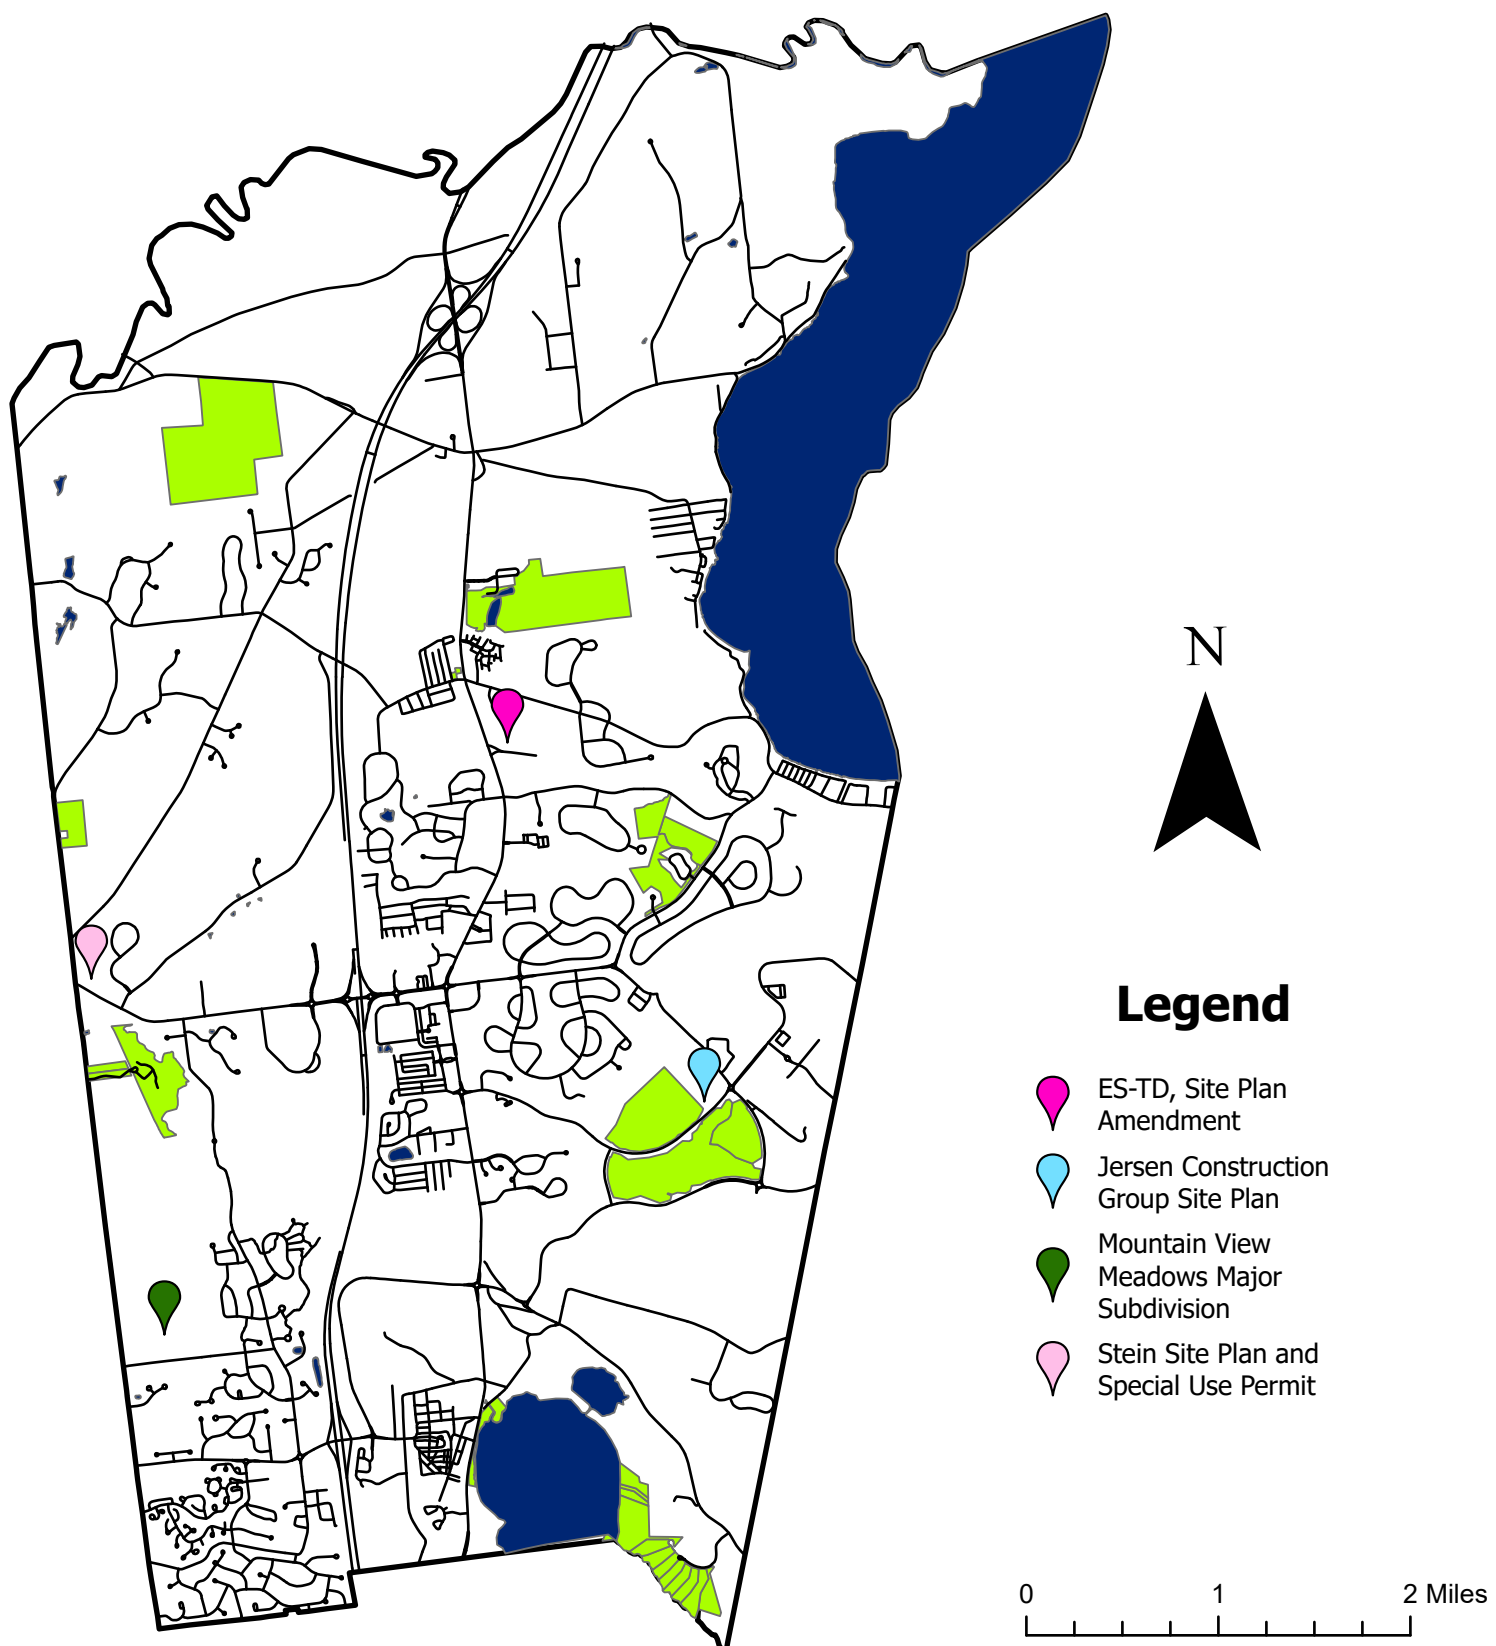 N
Legend
ES-TD, Site Plan
Amendment
Jersen Construction
Group Site Plan
Mountain View
Meadows Major
Subdivision
Stein Site Plan and
Special Use Permit
0 1 2 Miles